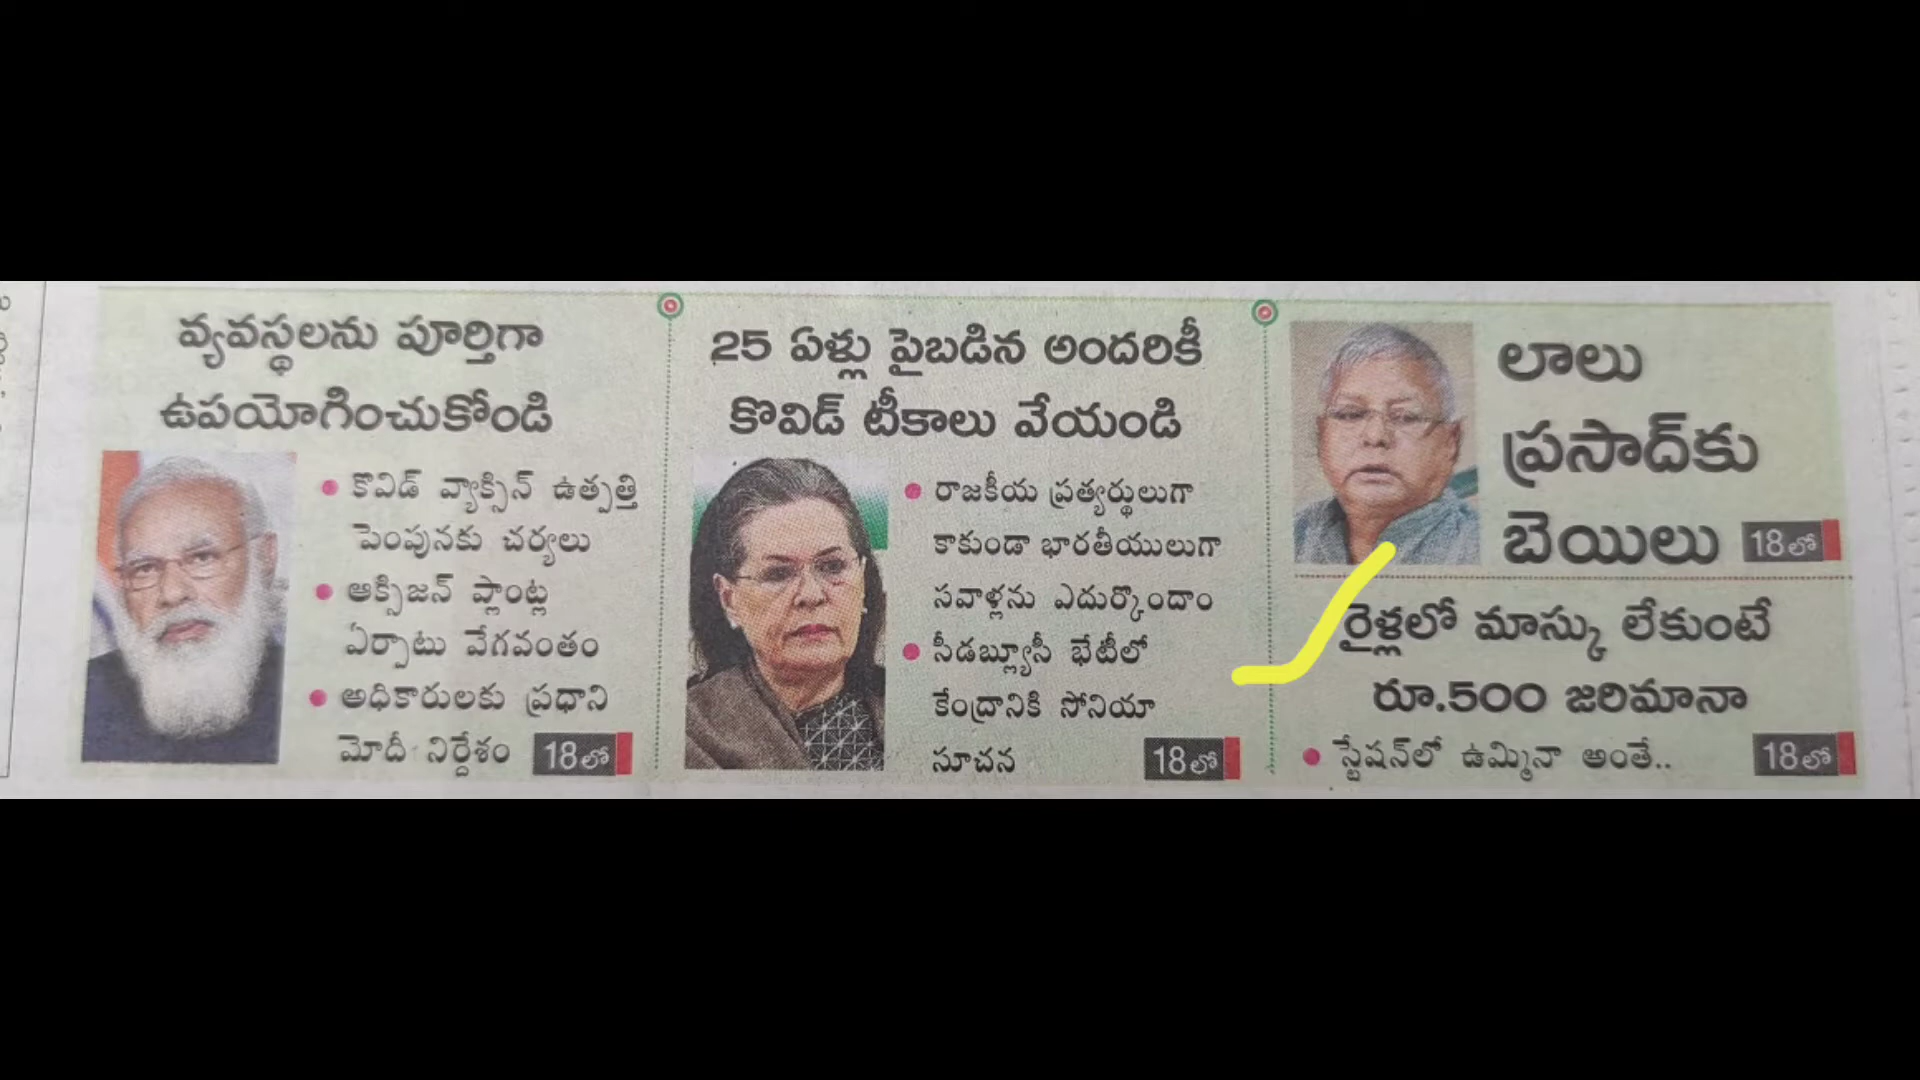 వ్యవస్థలను పూర్తిగా
ఉపయోగించుకోండి
• కొవిడ్ వ్యాక్సిన్ ఉత్పత్తి
పెంపునకు చర్యలు
• ఆక్సిజన్ ప్లాంట్ల
ఏర్పాటు వేగవంతం
• అధికారులకు ప్రధాని
మోదీ నిర్దేశం 18లో
25 ఏళ్లు పైబడిన అందరికీ
కొవిడ్ టీకాలు వేయండి
• రాజకీయ ప్రత్యర్థులుగా
కాకుండా భారతీయులుగా
సవాళ్లను ఎదుర్కొందాం
• సీడబ్ల్యూసీ భేటీలో
కేంద్రానికి సోనియా
సూచన 18లో
లాలు
ప్రసాద్‌కు
బెయిలు 18లో
రైళ్లలో మాస్కు లేకుంటే
రూ.500 జరిమానా
• స్టేషన్‌లో ఉమ్మినా అంతే.. 18లో